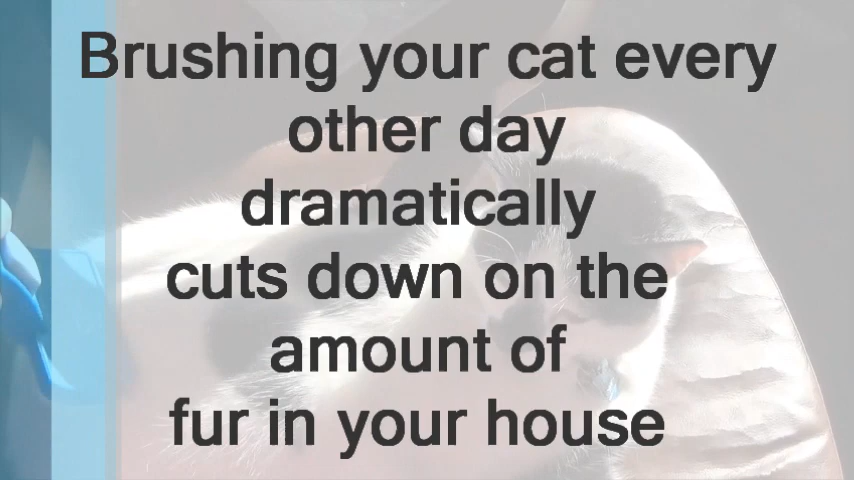 Brushing your cat every
other day
dramatically
cuts down on the
amount of
fur in your house